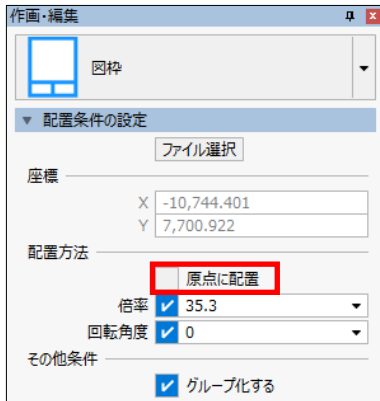 作画・編集
図枠
配置条件の設定
ファイル選択
座標
X -10,744.401
Y 7,700.922
配置方法
原点に配置
倍率 35.3
回転角度 0
その他条件
グループ化する